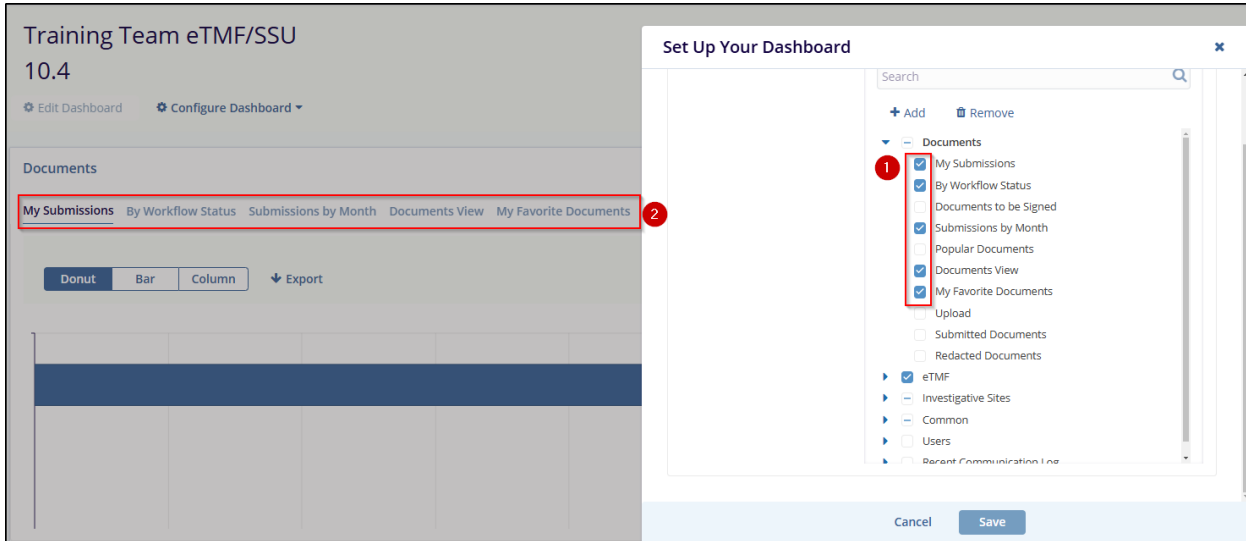 Training Team eTMF/SSU
10.4
Edit Dashboard Configure Dashboard
Documents
My Submissions By Workflow Status Submissions by Month Documents View My Favorite Documents
2
Donut Bar Column Export
Set Up Your Dashboard
Search
Add Remove
Documents
1
My Submissions
By Workflow Status
Documents to be Signed
Submissions by Month
Popular Documents
Documents View
My Favorite Documents
Upload
Submitted Documents
Redacted Documents
eTMF
Investigative Sites
Common
Users
Recent Communication Log
Cancel Save